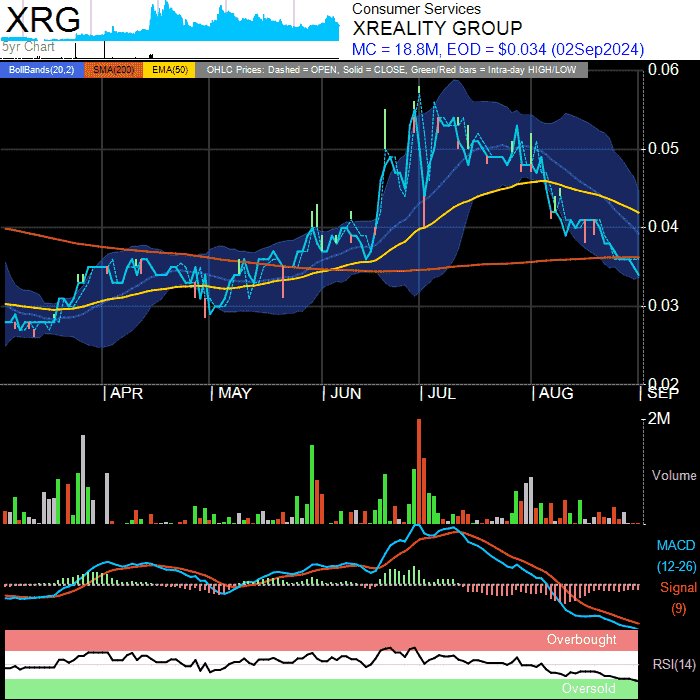 XRG
5yr Chart
Consumer Services
XREALITY GROUP
MC = 18.8M, EOD = $0.034 (02Sep2024)
BollBands(20,2) SMA(200) EMA(50) OHLC Prices: Dashed = OPEN, Solid = CLOSE, Green/Red bars = Intra-day HIGH/LOW
0.06
0.05
0.04
0.03
0.02
APR MAY JUN JUL AUG SEP
2M
Volume
MACD
(12-26)
Signal
(9)
Overbought
RSI(14)
Oversold